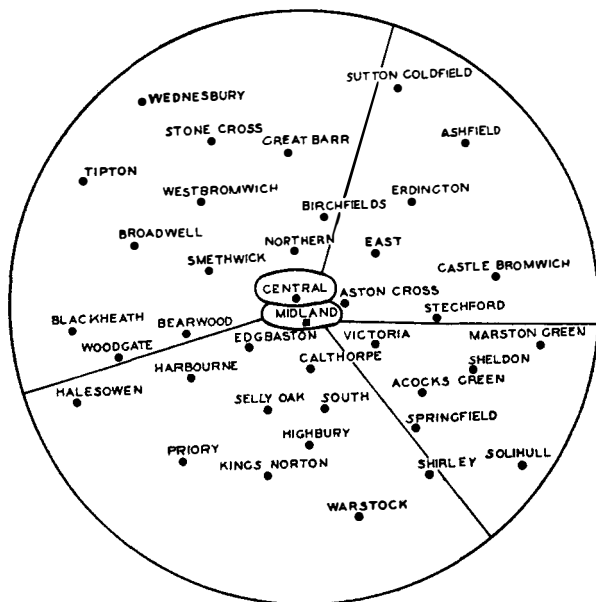 SUTTON COLDFIELD
WEDNESBURY
STONE CROSS
ASHFIELD
GREAT BARR
TIPTON
WESTBROMWICH
ERDINGTON
BIRCHFIELDS
BROADWELL
NORTHERN
EAST
SMETHWICK
CASTLE BROMWICH
CENTRAL
ASTON CROSS
STECHFORD
MIDLAND
BLACKHEATH
BEARWOOD
VICTORIA
MARSTON GREEN
WOODGATE
EDGBASTON
CALTHORPE
SHELDON
HARBOURNE
ACOCKS GREEN
HALESOWEN
SELLY OAK
SOUTH
SPRINGFIELD
HIGHBURY
PRIORY
KINGS NORTON
SHIRLEY
SOLIHULL
WARSTOCK